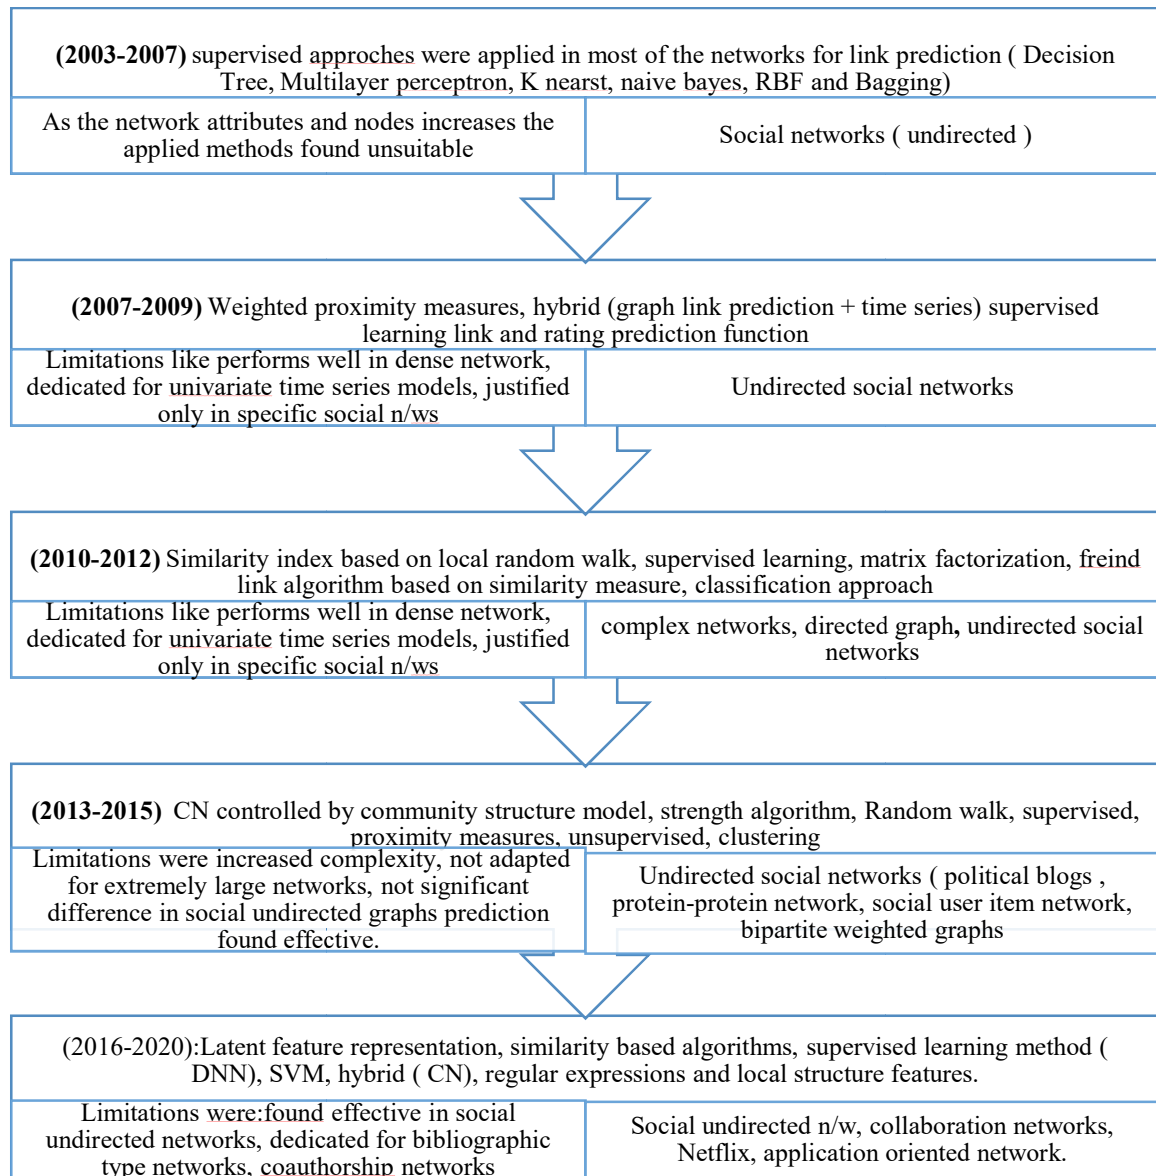 (2003-2007) supervised approches were applied in most of the networks for link prediction ( Decision
Tree, Multilayer perceptron, K nearst, naive bayes, RBF and Bagging)
As the network attributes and nodes increases the
applied methods found unsuitable
Social networks ( undirected )
(2007-2009) Weighted proximity measures, hybrid (graph link prediction + time series) supervised
learning link and rating prediction function
Limitations like performs well in dense network,
dedicated for univariate time series models, justified
only in specific social n/ws
Undirected social networks
(2010-2012) Similarity index based on local random walk, supervised learning, matrix factorization, freind
link algorithm based on similarity measure, classification approach
Limitations like performs well in dense network,
dedicated for univariate time series models, justified
only in specific social n/ws
complex networks, directed graph, undirected social
networks
(2013-2015)  CN controlled by community structure model, strength algorithm, Random walk, supervised,
proximity measures, unsupervised, clustering
Limitations were increased complexity, not adapted
for extremely large networks, not significant
difference in social undirected graphs prediction
found effective.
Undirected social networks ( political blogs ,
protein-protein network, social user item network,
bipartite weighted graphs
(2016-2020):Latent feature representation, similarity based algorithms, supervised learning method (
DNN), SVM, hybrid ( CN), regular expressions and local structure features.
Limitations were:found effective in social
undirected networks, dedicated for bibliographic
type networks, coauthorship networks
Social undirected n/w, collaboration networks,
Netflix, application oriented network.